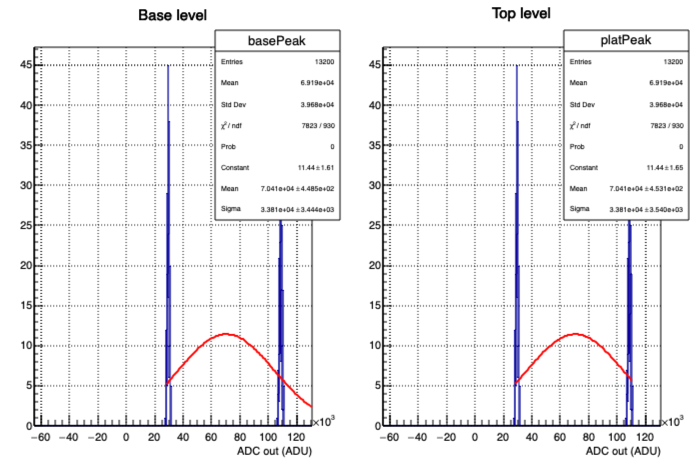 Base level
basePeak
Entries 13200
Mean 6.919e+04
Std Dev 3.968e+04
χ²/ ndf 7823 / 930
Prob 0
Constant 11.44±1.61
Mean 7.041e+04 ±4.485e+02
Sigma 3.381e+04 ±3.444e+03
45
40
35
30
25
20
15
10
5
0
−60 −40 −20 0 20 40 60 80 100 120
×10³
ADC out (ADU)
Top level
platPeak
Entries 13200
Mean 6.919e+04
Std Dev 3.968e+04
χ²/ ndf 7823 / 930
Prob 0
Constant 11.44±1.65
Mean 7.041e+04 ±4.531e+02
Sigma 3.381e+04 ±3.540e+03
45
40
35
30
25
20
15
10
5
0
−60 −40 −20 0 20 40 60 80 100 120
×10³
ADC out (ADU)